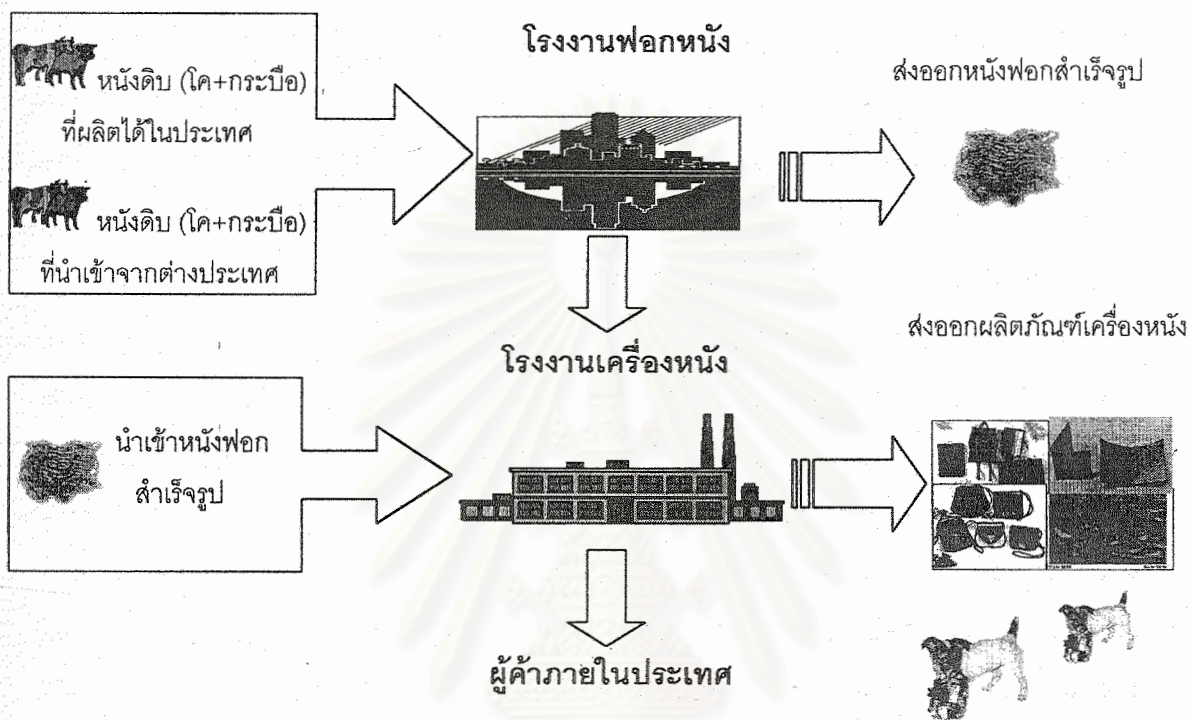 โรงงานฟอกหนัง
หนังดิบ (โค+กระบือ)
ที่ผลิตได้ในประเทศ
หนังดิบ (โค+กระบือ)
ที่นำเข้าจากต่างประเทศ
ส่งออกหนังฟอกสำเร็จรูป
โรงงานเครื่องหนัง
ส่งออกผลิตภัณฑ์เครื่องหนัง
นำเข้าหนังฟอก
สำเร็จรูป
ผู้ค้าภายในประเทศ